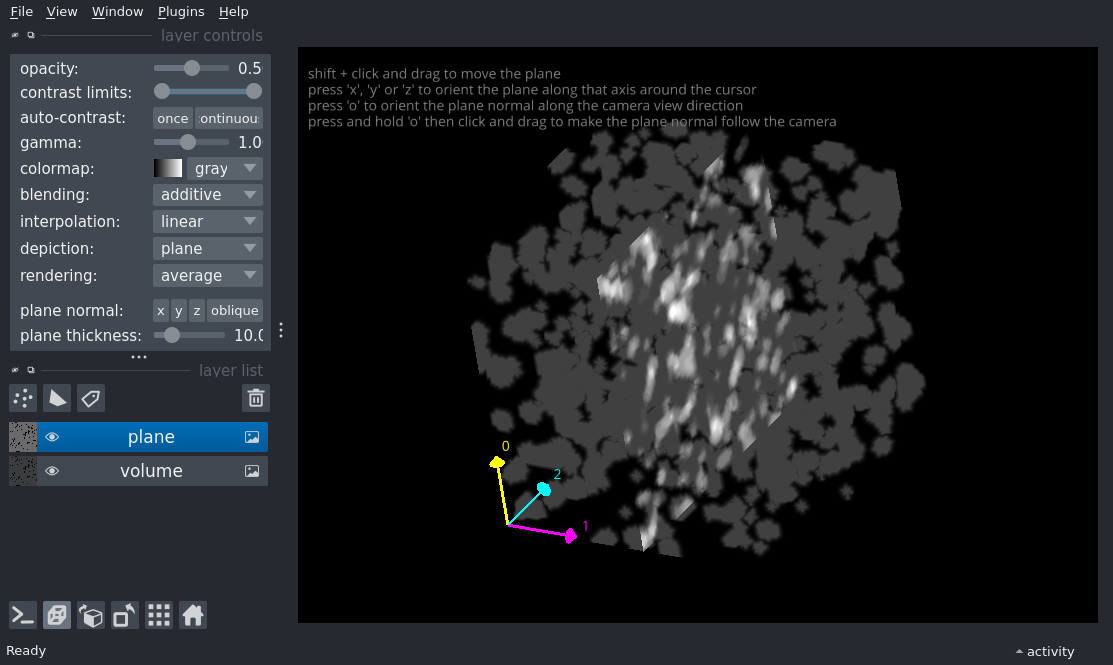 File View Window Plugins Help
layer controls
opacity: 0.5
contrast limits:
auto-contrast: once ontinuou
gamma: 1.0
colormap: gray
blending: additive
interpolation: linear
depiction: plane
rendering: average
plane normal: x y z oblique
plane thickness: 10.0
layer list
plane
volume
Ready
shift + click and drag to move the plane
press 'x', 'y' or 'z' to orient the plane along that axis around the cursor
press 'o' to orient the plane normal along the camera view direction
press and hold 'o' then click and drag to make the plane normal follow the camera
0
2
1
activity